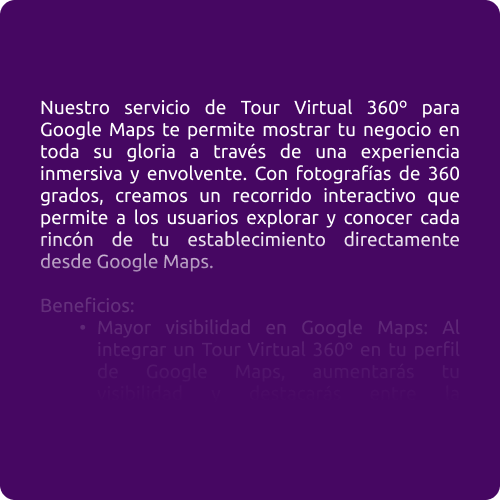 Nuestro servicio de Tour Virtual 360º para
Google Maps te permite mostrar tu negocio en
toda su gloria a través de una experiencia
inmersiva y envolvente. Con fotografías de 360
grados, creamos un recorrido interactivo que
permite a los usuarios explorar y conocer cada
rincón de tu establecimiento directamente
desde Google Maps.
Beneficios:
• Mayor visibilidad en Google Maps: Al
integrar un Tour Virtual 360º en tu perfil
de Google Maps, aumentarás tu
visibilidad y destacarás entre la